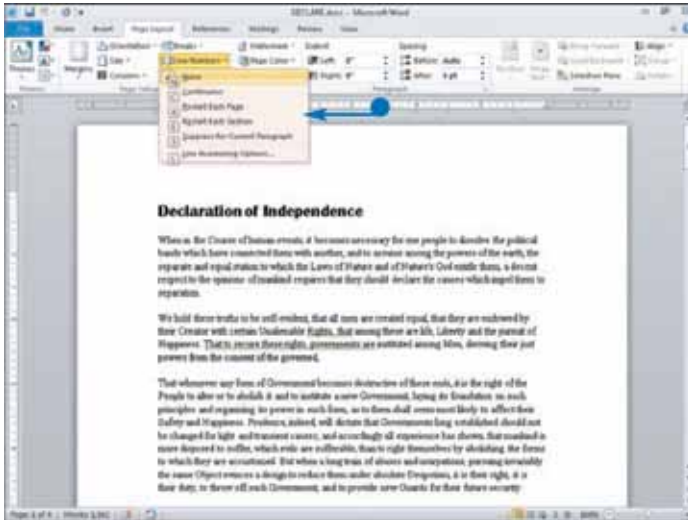 DECLARE.docx - Microsoft Word
File Home Insert Page Layout References Mailings Review View
Orientation Breaks Watermark Indent Spacing Bring Forward Align
Margins Size Line Numbers Page Color Left: 0" Before: Auto
Columns Right: 0" After: Selection Pane
None
Continuous
Restart Each Page
Restart Each Section
Suppress for Current Paragraph
Line Numbering Options...
Declaration of Independence
When in the Course of human events, it becomes necessary for one people to dissolve the political
bands which have connected them with another, and to assume among the powers of the earth, the
separate and equal station to which the Laws of Nature and of Nature's God entitle them, a decent
respect to the opinions of mankind requires that they should declare the causes which impel them to
separation.
We hold these truths to be self-evident, that all men are created equal, that they are endowed by
their Creator with certain Unalienable Rights, that among these are life, Liberty and the pursuit of
Happiness. That to secure these rights, governments are instituted among Men, deriving their just
powers from the consent of the governed,
That whenever any Form of Government becomes destructive of these ends, it is the right of the
People to alter or to abolish it and to institute a new Government, laying its foundation on such
principles and organizing its power in such form, as to them shall seem most likely to affect their
Safety and Happiness. Prudence, indeed, will dictate that Governments long established should not
be changed for light and transient causes; and accordingly all experience has shown, that mankind is
more disposed to suffer, while evils are sufferable, than to right themselves by abolishing the forms
to which they are accustomed. But when a long train of abuses and usurpations, pursuing invariably
the same Object evinces a design to reduce them under absolute Despotism, it is their right, it is
their duty, to throw off such Government, and to provide new Guards for their future security